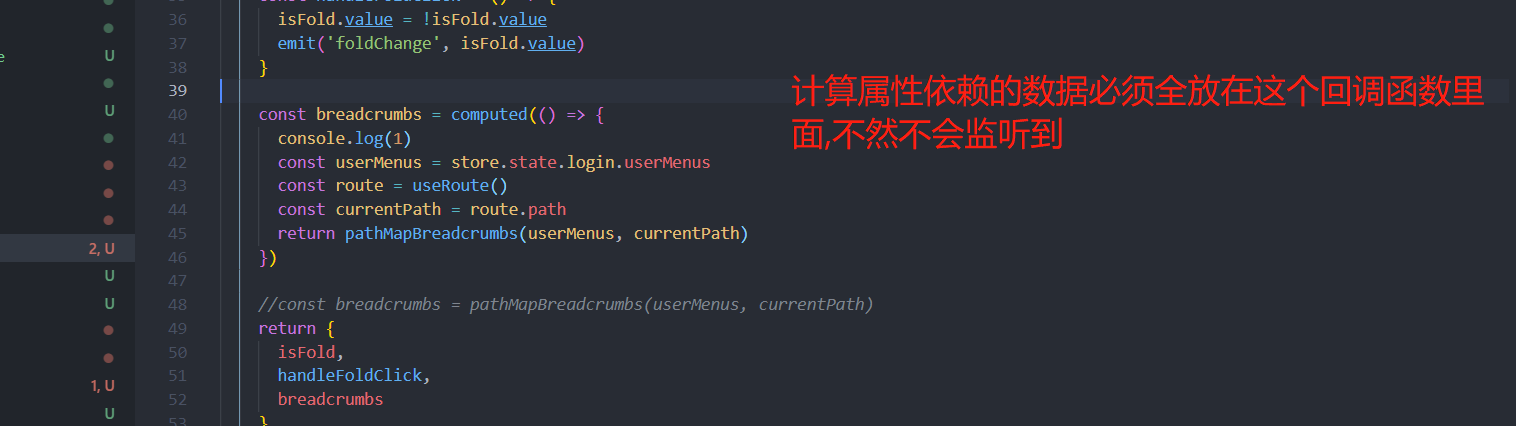 36 isFold.value = !isFold.value
e
37 emit('foldChange', isFold.value)
U
38 }
39
计算属性依赖的数据必须全放在这个回调函数里
面,不然不会监听到
U
40 const breadcrumbs = computed(() => {
41 console.log(1)
42 const userMenus = store.state.login.userMenus
43 const route = useRoute()
44 const currentPath = route.path
45 return pathMapBreadcrumbs(userMenus, currentPath)
2, U
46 })
U
47
U
48 //const breadcrumbs = pathMapBreadcrumbs(userMenus, currentPath)
49 return {
50 isFold,
51 handleFoldClick,
1, U
52 breadcrumbs
U
53 }